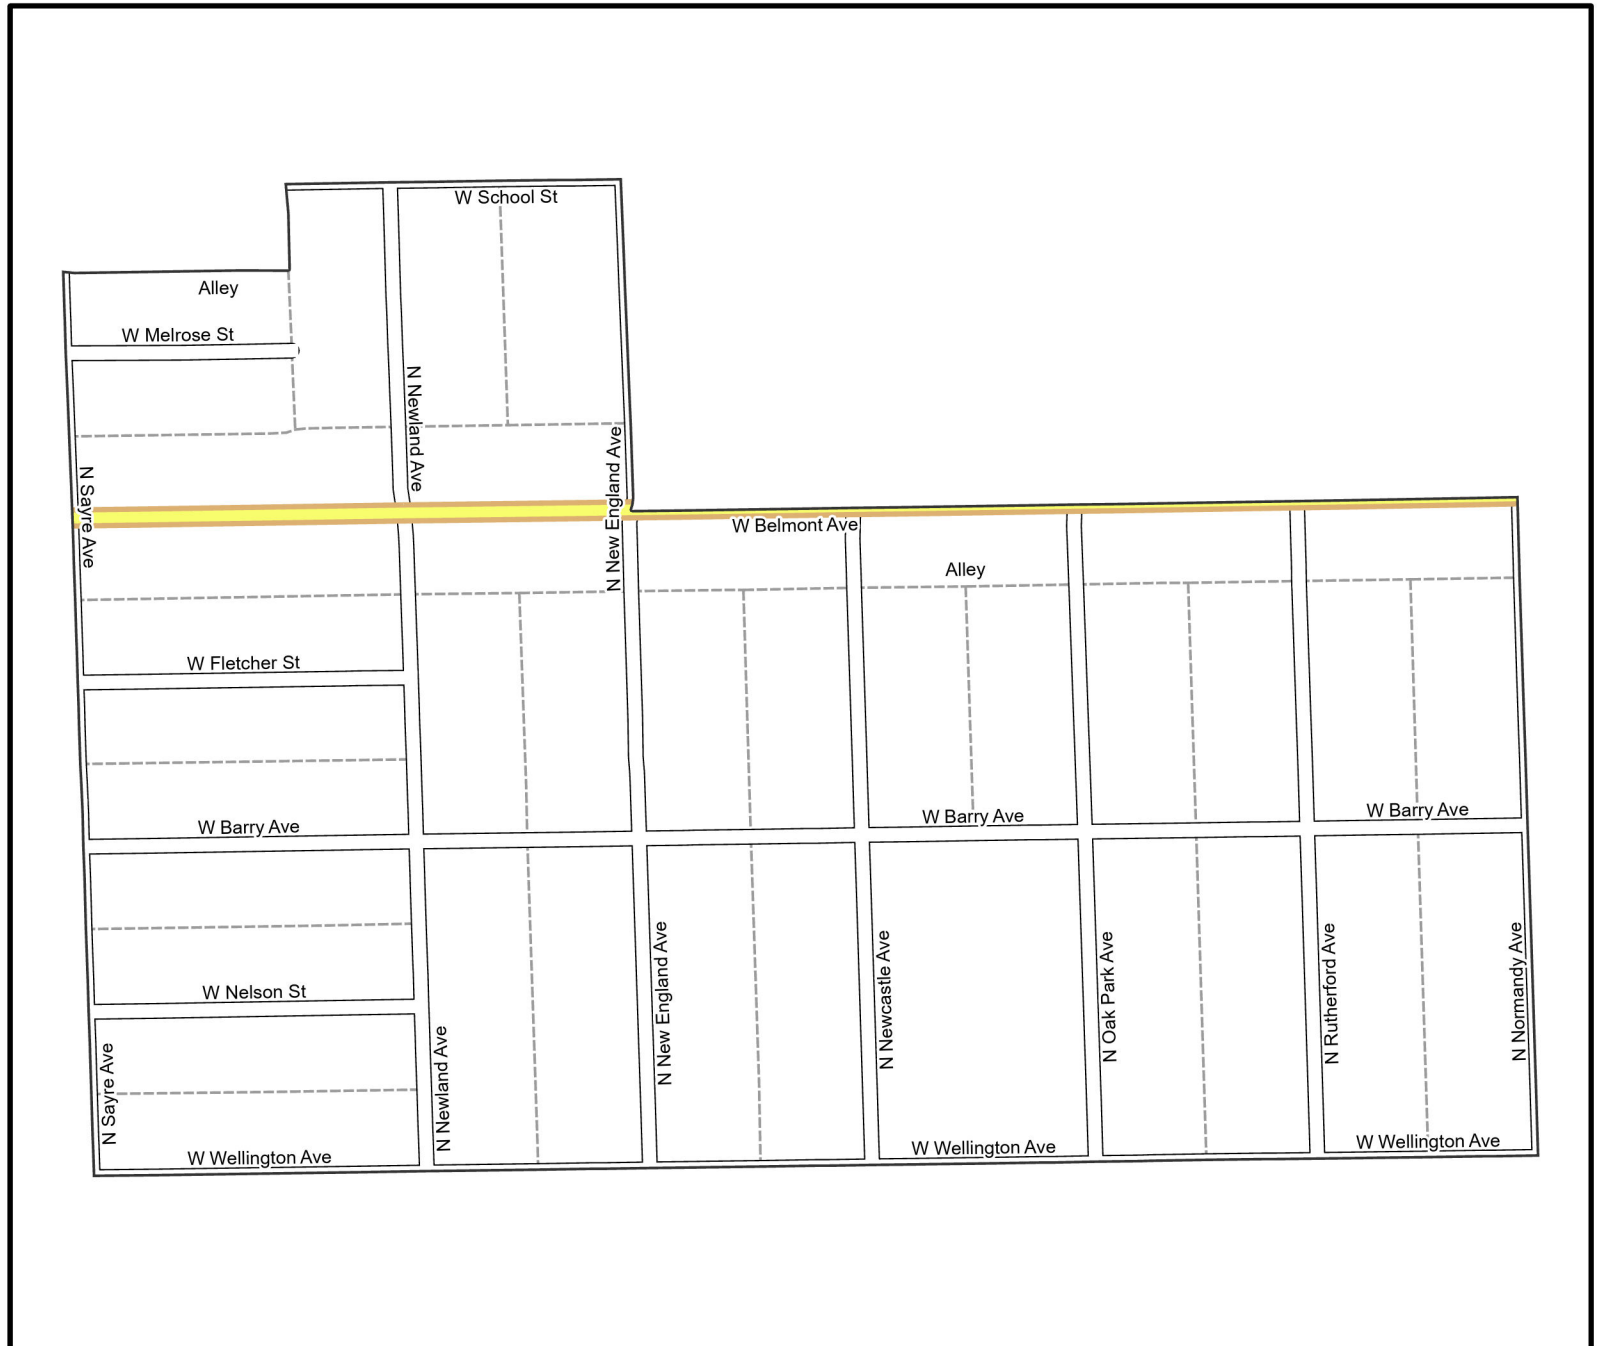 W School St
Alley
W Melrose St
N Newland Ave
N Sayre Ave
N New England Ave
W Belmont Ave
Alley
W Fletcher St
W Barry Ave
W Barry Ave
W Barry Ave
N New England Ave
N Newcastle Ave
N Oak Park Ave
N Rutherford Ave
N Normandy Ave
W Nelson St
N Sayre Ave
N Newland Ave
W Wellington Ave
W Wellington Ave
W Wellington Ave